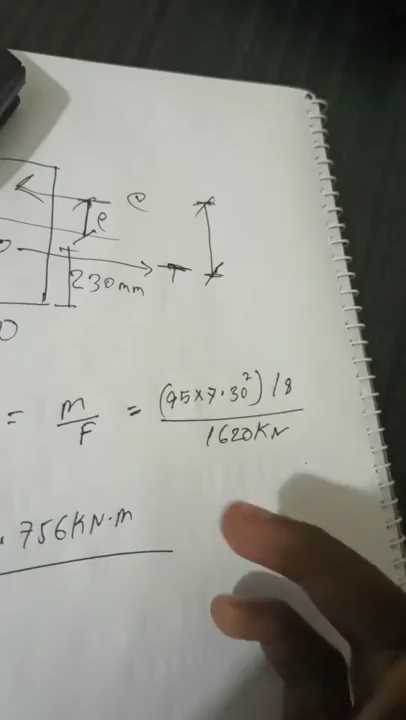 e
e
T
230mm
= M/F = (95×7.30²)/8 / 1620KN
.756KN.m